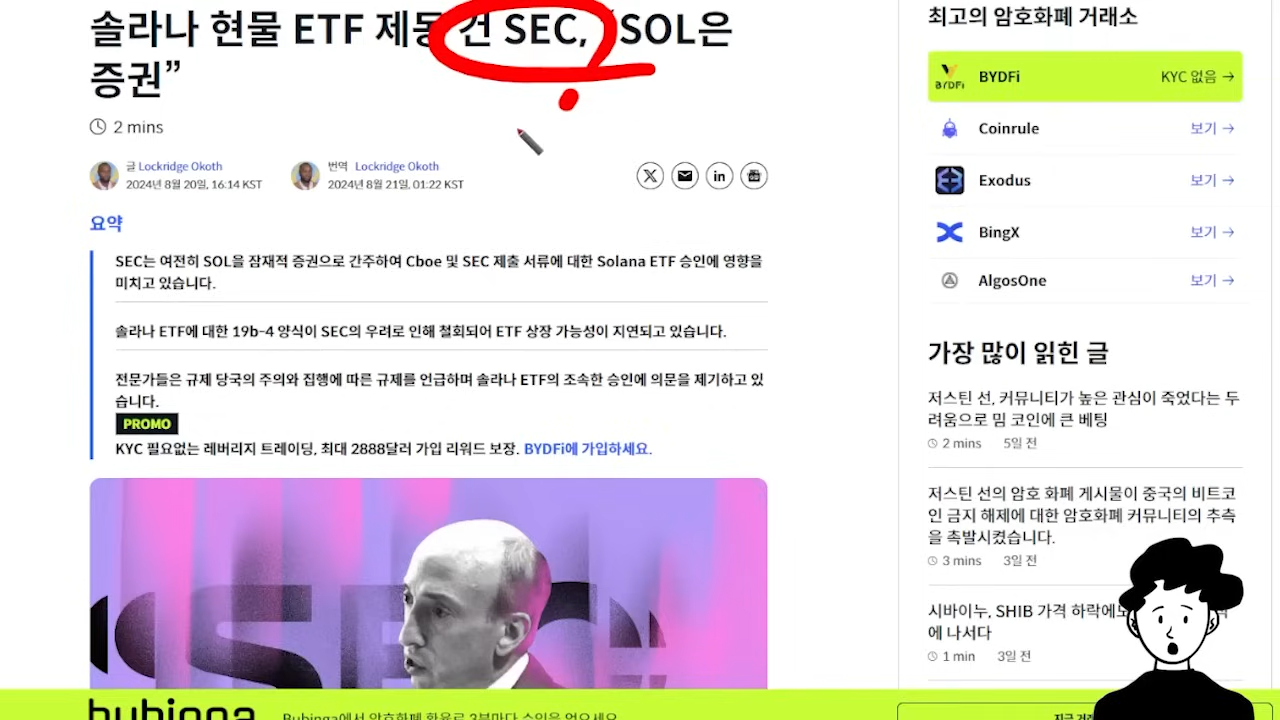 솔라나 현물 ETF 제동 건 SEC, “SOL은
증권”
2 mins
글 Lockridge Okoth
2024년 8월 20일, 16:14 KST
번역 Lockridge Okoth
2024년 8월 21일, 01:22 KST
X
in
요약
SEC는 여전히 SOL을 잠재적 증권으로 간주하여 Cboe 및 SEC 제출 서류에 대한 Solana ETF 승인에 영향을
미치고 있습니다.
솔라나 ETF에 대한 19b-4 양식이 SEC의 우려로 인해 철회되어 ETF 상장 가능성이 지연되고 있습니다.
전문가들은 규제 당국의 주의와 집행에 따른 규제를 언급하며 솔라나 ETF의 조속한 승인에 의문을 제기하고 있
습니다.
PROMO
KYC 필요없는 레버리지 트레이딩, 최대 2888달러 가입 리워드 보장. BYDFi에 가입하세요.
SEC
최고의 암호화폐 거래소
BYDFi
BYDFi KYC 없음 →
Coinrule 보기 →
Exodus 보기 →
BingX 보기 →
AlgosOne 보기 →
가장 많이 읽힌 글
저스틴 선, 커뮤니티가 높은 관심이 죽었다는 두
려움으로 밈 코인에 큰 베팅
2 mins 5일 전
저스틴 선의 암호 화폐 게시물이 중국의 비트코
인 금지 해제에 대한 암호화폐 커뮤니티의 추측
을 촉발시켰습니다.
3 mins 3일 전
시바이누, SHIB 가격 하락에도
에 나서다
1 min 3일 전
bubinga
Bubinga에서 암호화폐 환율로 3분마다 수익을 얻으세요